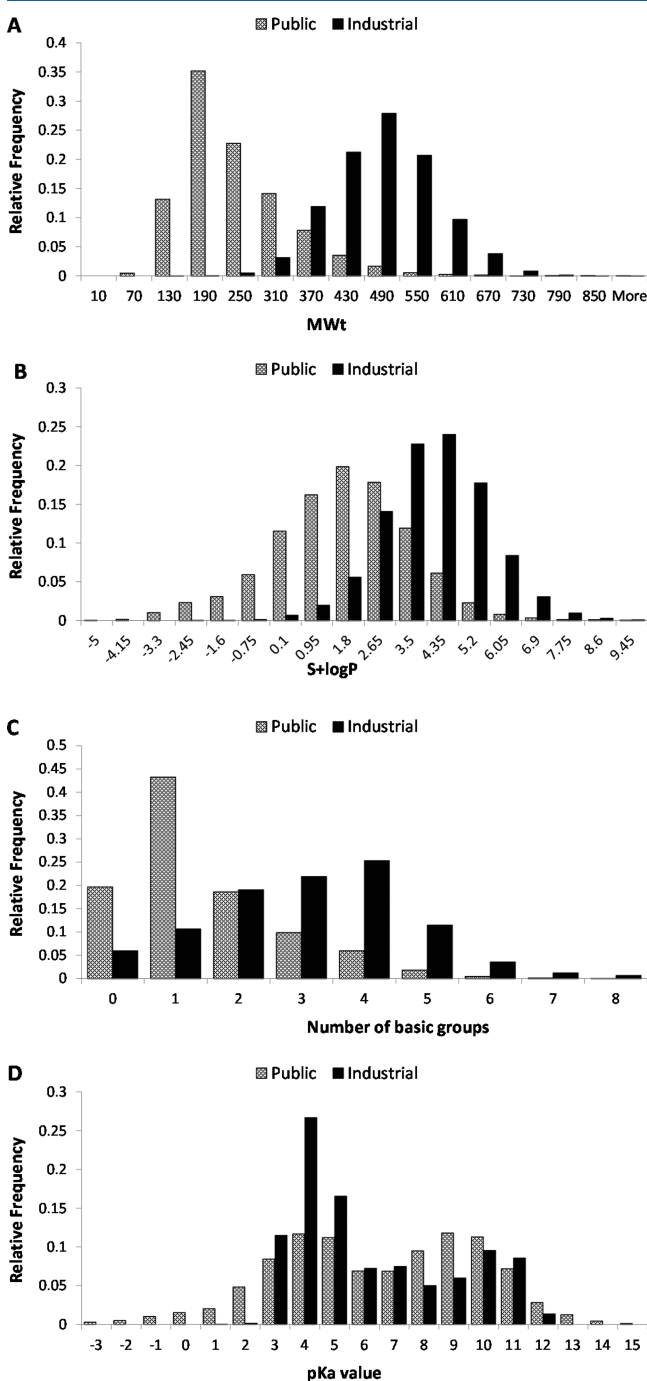 A
Public Industrial
Relative Frequency
0.4
0.35
0.3
0.25
0.2
0.15
0.1
0.05
0
10 70 130 190 250 310 370 430 490 550 610 670 730 790 850 More
MWt
B
Public Industrial
Relative Frequency
0.3
0.25
0.2
0.15
0.1
0.05
0
-5 -4.15 -3.3 -2.45 -1.6 -0.75 0.1 0.95 1.8 2.65 3.5 4.35 5.2 6.05 6.9 7.75 8.6 9.45
S+logP
C
Public Industrial
Relative Frequency
0.5
0.45
0.4
0.35
0.3
0.25
0.2
0.15
0.1
0.05
0
0 1 2 3 4 5 6 7 8
Number of basic groups
D
Public Industrial
Relative Frequency
0.3
0.25
0.2
0.15
0.1
0.05
0
-3 -2 -1 0 1 2 3 4 5 6 7 8 9 10 11 12 13 14 15
pKa value